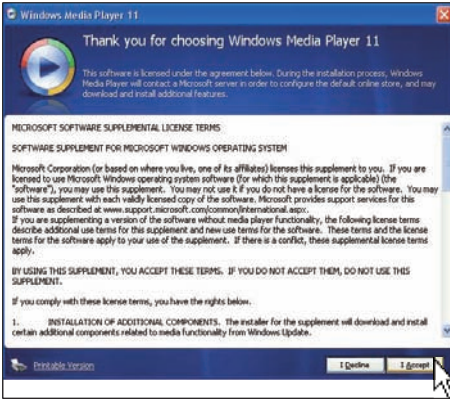 Windows Media Player 11
Thank you for choosing Windows Media Player 11
This software is licensed under the agreement below. During the installation process, Windows
Media Player will contact a Microsoft server in order to configure the default online store, and may
download and install additional features.
MICROSOFT SOFTWARE SUPPLEMENTAL LICENSE TERMS
SOFTWARE SUPPLEMENT FOR MICROSOFT WINDOWS OPERATING SYSTEM
Microsoft Corporation (or based on where you live, one of its affiliates) licenses this supplement to you. If you are
licensed to use Microsoft Windows operating system software (for which this supplement is applicable) (the
"software"), you may use this supplement. You may not use it if you do not have a license for the software. You may
use this supplement with each validly licensed copy of the software. Microsoft provides support services for this
software as described at www.support.microsoft.com/common/international.aspx.
If you are supplementing a version of the software without media player functionality, the following license terms
describe additional use terms for this supplement and new use terms for the software. These terms and the license
terms for the software apply to your use of the supplement. If there is a conflict, these supplemental license terms
apply.
BY USING THIS SUPPLEMENT, YOU ACCEPT THESE TERMS. IF YOU DO NOT ACCEPT THEM, DO NOT USE THIS
SUPPLEMENT.
If you comply with these license terms, you have the rights below.
1. INSTALLATION OF ADDITIONAL COMPONENTS. The installer for the supplement will download and install
certain additional components related to media functionality from Windows Update.
Printable Version
I Decline
I Accept